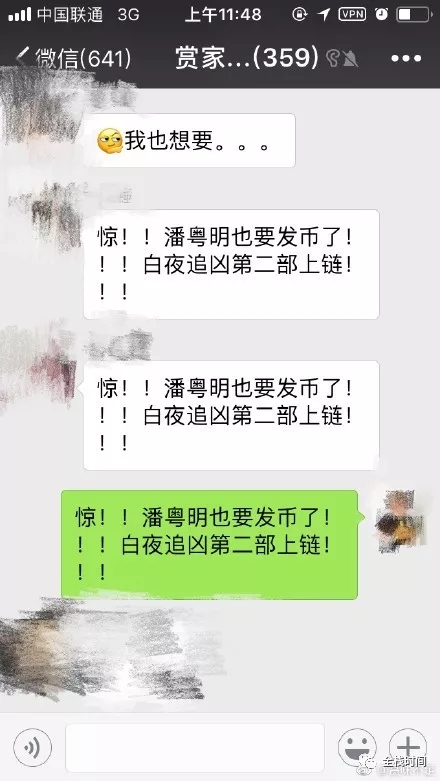 中国联通 3G 上午11:48 VPN
微信(641) 赏家...(359)
我也想要。。。
惊！！潘粤明也要发币了！
！！白夜追凶第二部上链！
！！
惊！！潘粤明也要发币了！
！！白夜追凶第二部上链！
！！
惊！！潘粤明也要发币了！
！！白夜追凶第二部上链！
！！
全栈时间